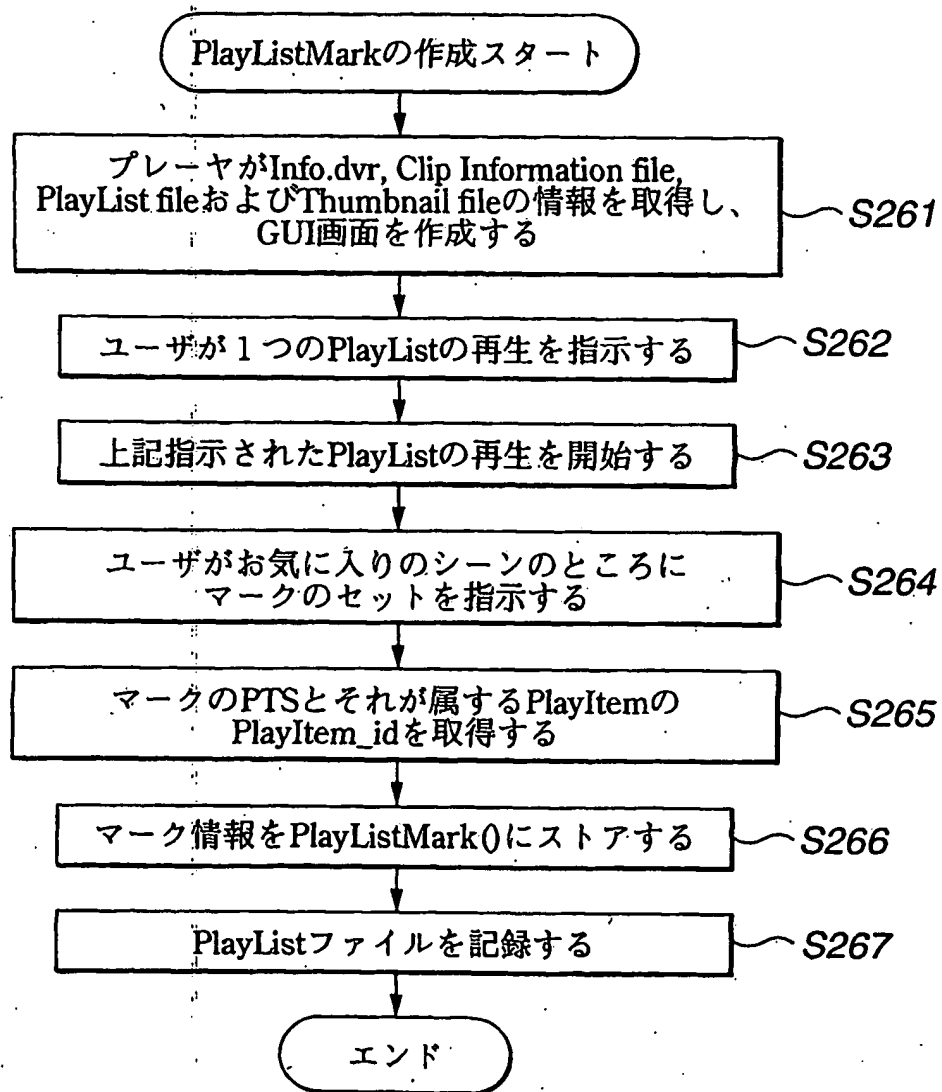 PlayListMarkの作成スタート
プレーヤがInfo.dvr, Clip Information file,
PlayList fileおよびThumbnail fileの情報を取得し、
GUI画面を作成する
S261
ユーザが１つのPlayListの再生を指示する
S262
上記指示されたPlayListの再生を開始する
S263
ユーザがお気に入りのシーンのところに
マークのセットを指示する
S264
マークのPTSとそれが属するPlayItemの
PlayItem_idを取得する
S265
マーク情報をPlayListMark()にストアする
S266
PlayListファイルを記録する
S267
エンド